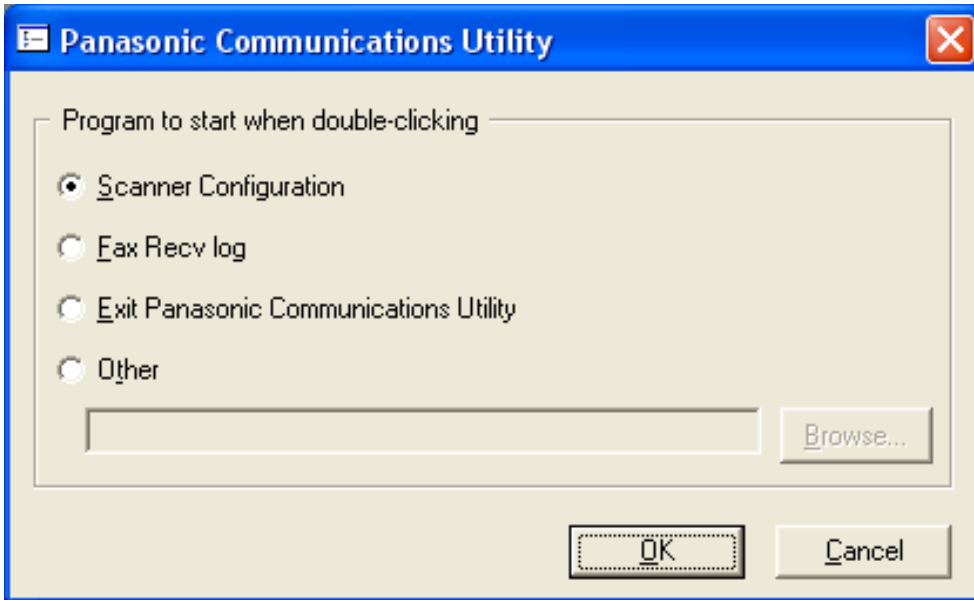 Panasonic Communications Utility
Program to start when double-clicking
Scanner Configuration
Fax Recv log
Exit Panasonic Communications Utility
Other
Browse...
OK
Cancel